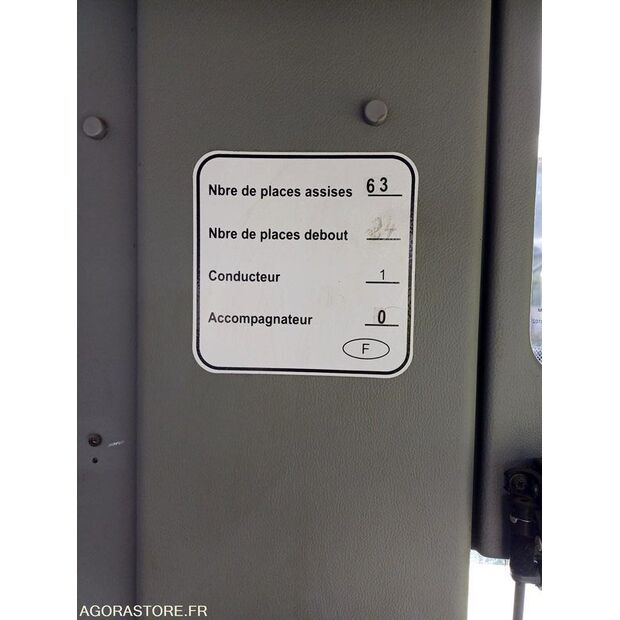 Nbre de places assises 63
Nbre de places debout
Conducteur 1
Accompagnateur 0
F
AGORASTORE.FR